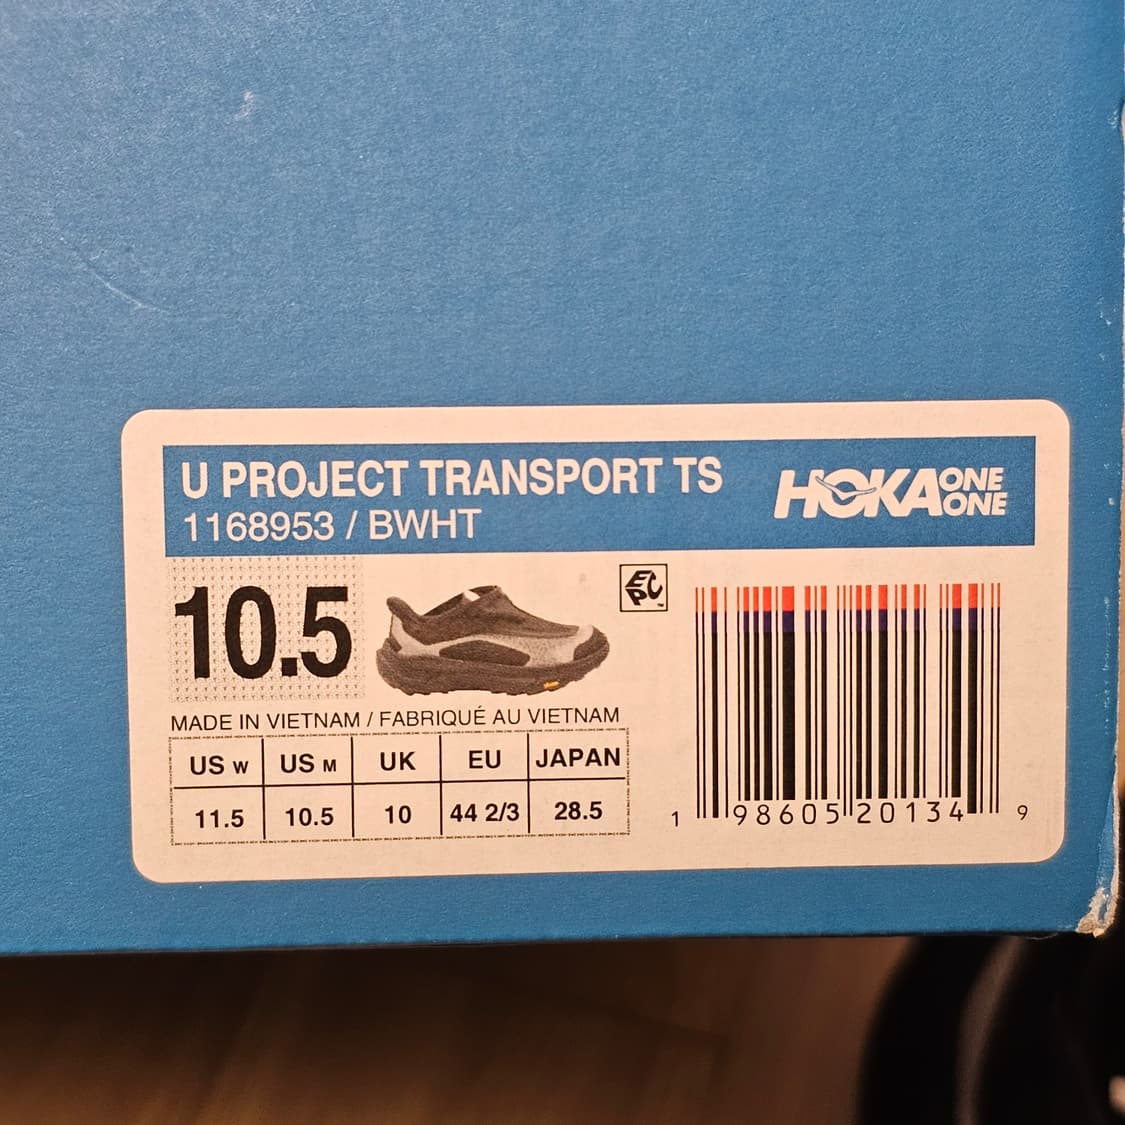 U PROJECT TRANSPORT TS
1168953 / BWHT
HOKA ONE ONE
10.5
EPC
MADE IN VIETNAM / FABRIQUÉ AU VIETNAM
US W US M UK EU JAPAN
11.5 10.5 10 44 2/3 28.5
1 98605 20134 9